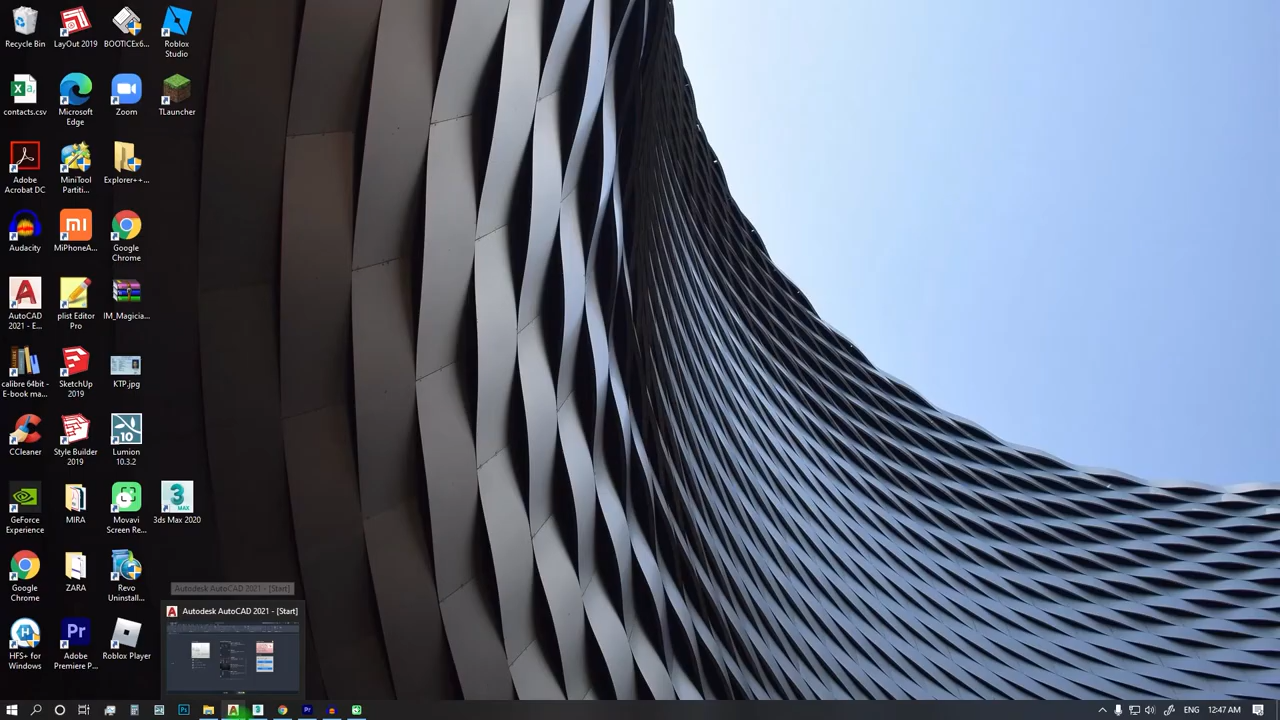 Recycle Bin
LayOut 2019
BOOTICEx6...
Roblox
Studio
contacts.csv
Microsoft
Edge
Zoom
TLauncher
Adobe
Acrobat DC
MiniTool
Partiti...
Explorer++...
Audacity
MiPhoneA...
Google
Chrome
AutoCAD
2021 - E...
plist Editor
Pro
IM_Magicia...
calibre 64bit -
E-book ma...
SketchUp
2019
KTP.jpg
CCleaner
Style Builder
2019
Lumion
10.3.2
GeForce
Experience
MIRA
Movavi
Screen Re...
3ds Max 2020
Google
Chrome
ZARA
Revo
Uninstall...
HFS+ for
Windows
Adobe
Premiere P...
Roblox Player
Autodesk AutoCAD 2021 - [Start]
Autodesk AutoCAD 2021 - [Start]
ENG
12:47 AM